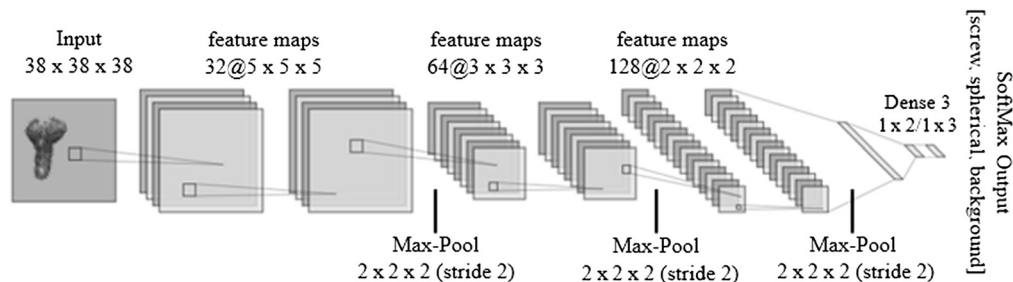 Input
38 x 38 x 38
feature maps
32@5 x 5 x 5
feature maps
64@3 x 3 x 3
feature maps
128@2 x 2 x 2
Dense 3
1 x 2/1 x 3
SoftMax Output
[screw, spherical, background]
Max-Pool
2 x 2 x 2 (stride 2)
Max-Pool
2 x 2 x 2 (stride 2)
Max-Pool
2 x 2 x 2 (stride 2)